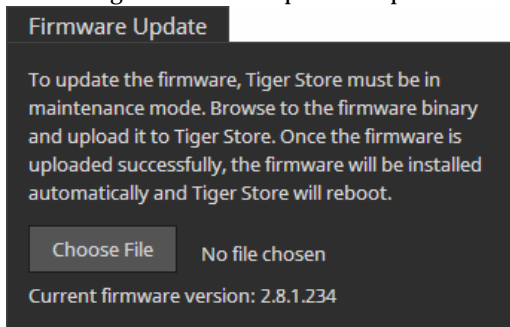 Firmware Update
To update the firmware, Tiger Store must be in
maintenance mode. Browse to the firmware binary
and upload it to Tiger Store. Once the firmware is
uploaded successfully, the firmware will be installed
automatically and Tiger Store will reboot.
Choose File No file chosen
Current firmware version: 2.8.1.234